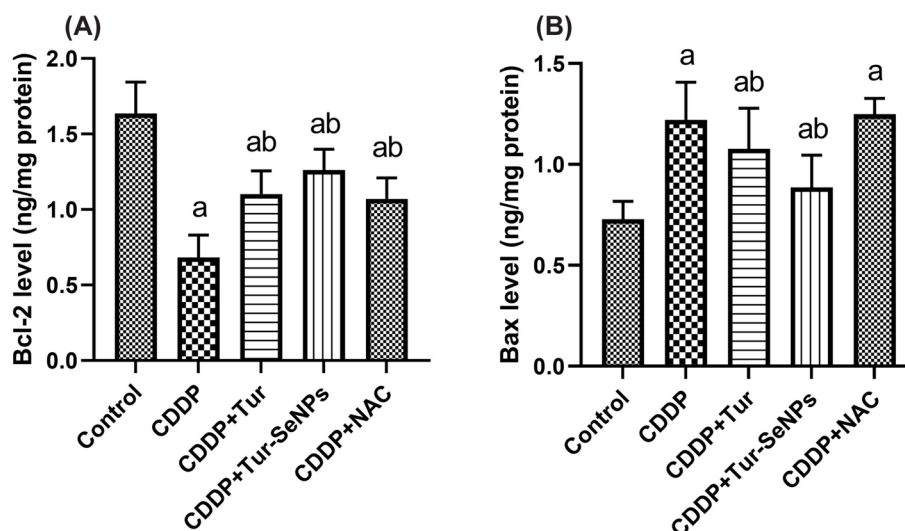 (A)
Bcl-2 level (ng/mg protein)
2.0
1.5
1.0
0.5
0.0
a
ab
ab
ab
Control
CDDP
CDDP+Tur
CDDP+Tur-SeNPs
CDDP+NAC
(B)
Bax level (ng/mg protein)
1.5
1.0
0.5
0.0
a
ab
ab
a
Control
CDDP
CDDP+Tur
CDDP+Tur-SeNPs
CDDP+NAC